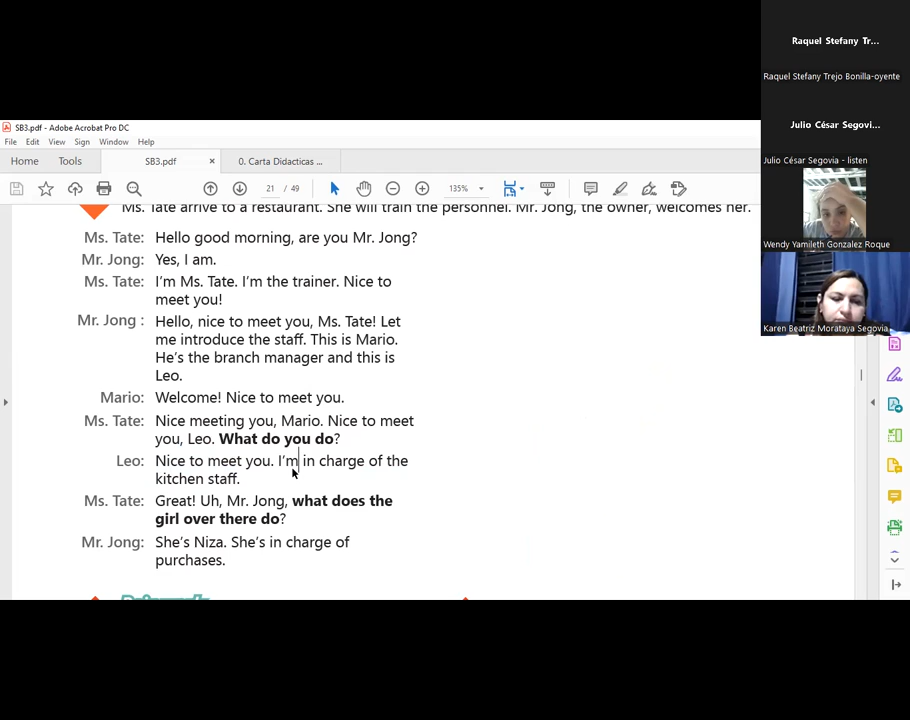 Raquel Stefany Tr...
Raquel Stefany Trejo Bonilla-oyente
Julio César Segovi...
Julio César Segovia - listen
Wendy Yamileth Gonzalez Roque
Karen Beatriz Morataya Segovia
SB3.pdf - Adobe Acrobat Pro DC
File Edit View Sign Window Help
Home Tools SB3.pdf × 0. Carta Didacticas ...
21 / 49 135%
Ms. Tate arrive to a restaurant. She will train the personnel. Mr. Jong, the owner, welcomes her.
Ms. Tate: Hello good morning, are you Mr. Jong?
Mr. Jong: Yes, I am.
Ms. Tate: I'm Ms. Tate. I'm the trainer. Nice to
meet you!
Mr. Jong : Hello, nice to meet you, Ms. Tate! Let
me introduce the staff. This is Mario.
He's the branch manager and this is
Leo.
Mario: Welcome! Nice to meet you.
Ms. Tate: Nice meeting you, Mario. Nice to meet
you, Leo. What do you do?
Leo: Nice to meet you. I'm in charge of the
kitchen staff.
Ms. Tate: Great! Uh, Mr. Jong, what does the
girl over there do?
Mr. Jong: She's Niza. She's in charge of
purchases.